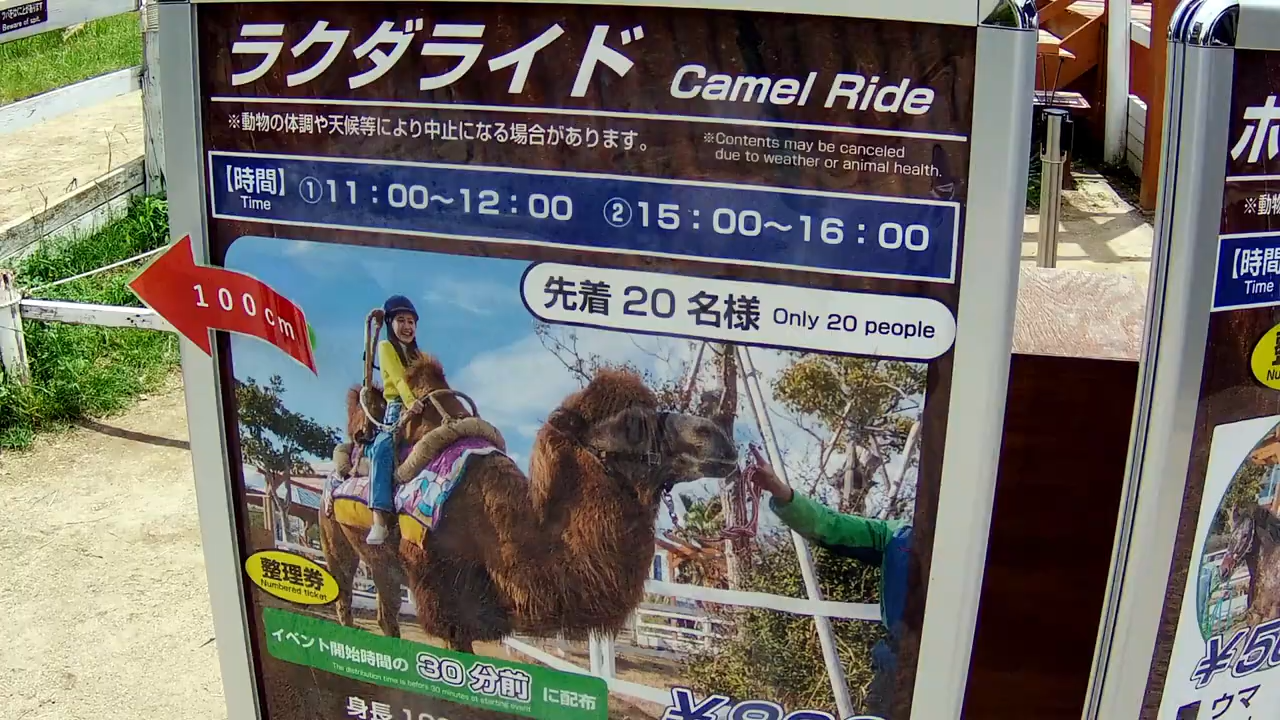 Beware of spit.
ラクダライド Camel Ride
※動物の体調や天候等により中止になる場合があります。
※Contents may be canceled
due to weather or animal health.
【時間】 ①11：00～12：00 ②15：00～16：00
Time
100cm
先着 20 名様 Only 20 people
整理券
Numbered ticket
イベント開始時間の 30分前 に配布
The distribution time is before 30 minutes at starting event
身長
【時間
Time
ウマ